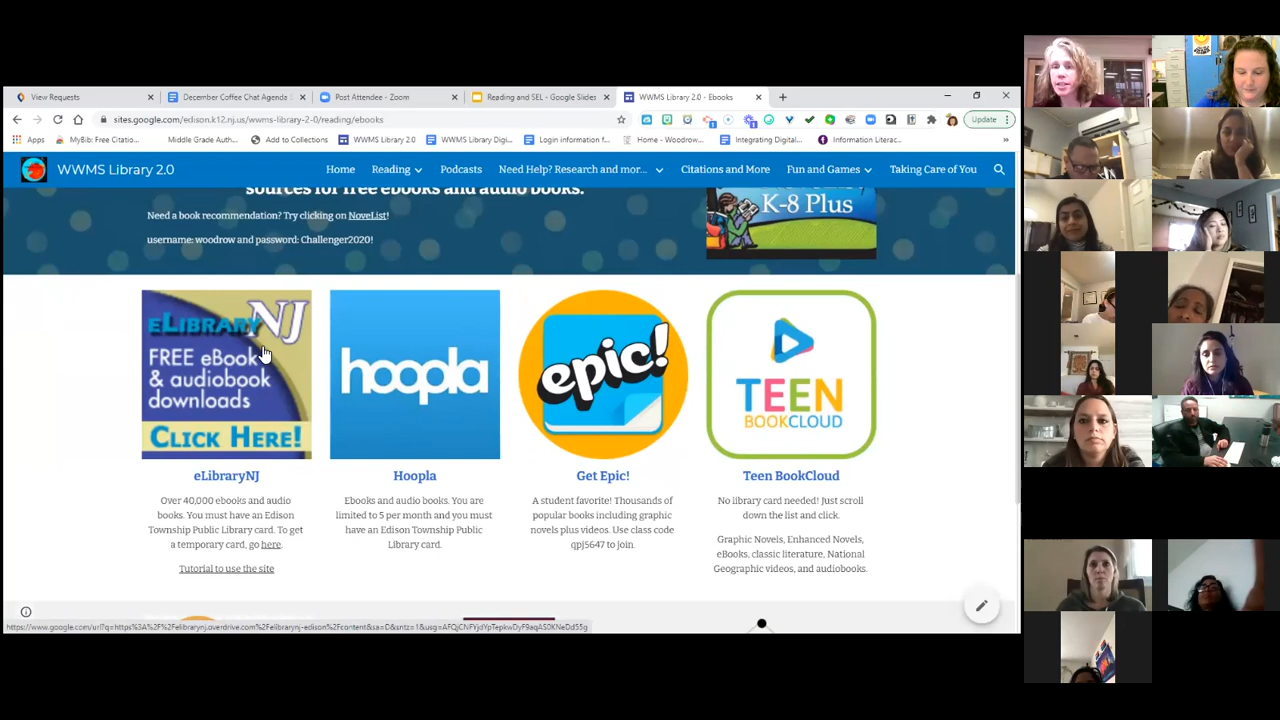 View Requests
December Coffee Chat Agenda
Post Attendee - Zoom
Reading and SEL - Google Slides
WWMS Library 2.0 - Ebooks
sites.google.com/edison.k12.nj.us/wwms-library-2-0/reading/ebooks
Update
Apps
MyBib: Free Citatio...
Middle Grade Auth...
Add to Collections
WWMS Library 2.0
WWMS Library Digi...
Login information f...
Home - Woodrow...
Integrating Digital...
Information Literac...
WWMS Library 2.0
Home
Reading
Podcasts
Need Help? Research and mor...
Citations and More
Fun and Games
Taking Care of You
sources for free ebooks and audio books.
Need a book recommendation? Try clicking on NoveList!
username: woodrow and password: Challenger2020!
K-8 Plus
eLIBRARYNJ
FREE eBook
& audiobook
downloads
CLICK HERE!
hoopla
epic!
TEEN
BOOKCLOUD
eLibraryNJ
Over 40,000 ebooks and audio
books. You must have an Edison
Township Public Library card. To get
a temporary card, go here.
Tutorial to use the site
Hoopla
Ebooks and audio books. You are
limited to 5 per month and you must
have an Edison Township Public
Library card.
Get Epic!
A student favorite! Thousands of
popular books including graphic
novels plus videos. Use class code
qpj5647 to join.
Teen BookCloud
No library card needed! Just scroll
down the list and click.
Graphic Novels, Enhanced Novels,
eBooks, classic literature, National
Geographic videos, and audiobooks.